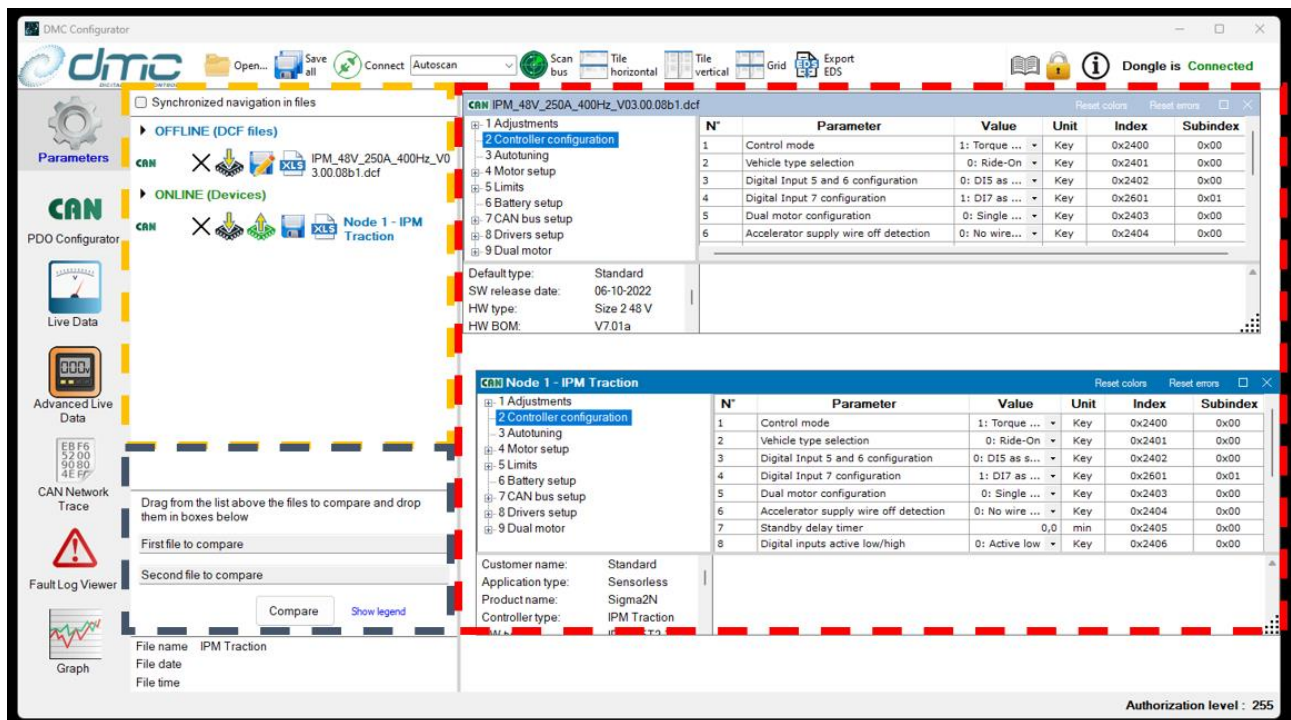 DMC Configurator
dmc
Open...
Save all
Connect
Autoscan
Scan bus
Tile horizontal
Tile vertical
Grid
EDS
Export EDS
Dongle is Connected
Parameters
CAN
PDO Configurator
Live Data
Advanced Live Data
CAN Network Trace
Fault Log Viewer
Graph
Synchronized navigation in files
OFFLINE (DCF files)
CAN XLS IPM_48V_250A_400Hz_V0
3.00.08b1.dcf
ONLINE (Devices)
CAN XLS Node 1 - IPM
Traction
Drag from the list above the files to compare and drop
them in boxes below
First file to compare
Second file to compare
Compare Show legend
File name IPM Traction
File date
File time
CAN IPM_48V_250A_400Hz_V03.00.08b1.dcf Reset colors Reset errors
1 Adjustments
2 Controller configuration
3 Autotuning
4 Motor setup
5 Limits
6 Battery setup
7 CAN bus setup
8 Drivers setup
9 Dual motor
N° Parameter Value Unit Index Subindex
1 Control mode 1: Torque ... Key 0x2400 0x00
2 Vehicle type selection 0: Ride-On Key 0x2401 0x00
3 Digital Input 5 and 6 configuration 0: DI5 as ... Key 0x2402 0x00
4 Digital Input 7 configuration 1: DI7 as ... Key 0x2601 0x01
5 Dual motor configuration 0: Single ... Key 0x2403 0x00
6 Accelerator supply wire off detection 0: No wire... Key 0x2404 0x00
Default type: Standard
SW release date: 06-10-2022
HW type: Size 2 48 V
HW BOM: V7.01a
CAN Node 1 - IPM Traction Reset colors Reset errors
1 Adjustments
2 Controller configuration
3 Autotuning
4 Motor setup
5 Limits
6 Battery setup
7 CAN bus setup
8 Drivers setup
9 Dual motor
N° Parameter Value Unit Index Subindex
1 Control mode 1: Torque ... Key 0x2400 0x00
2 Vehicle type selection 0: Ride-On Key 0x2401 0x00
3 Digital Input 5 and 6 configuration 0: DI5 as s... Key 0x2402 0x00
4 Digital Input 7 configuration 1: DI7 as ... Key 0x2601 0x01
5 Dual motor configuration 0: Single ... Key 0x2403 0x00
6 Accelerator supply wire off detection 0: No wire ... Key 0x2404 0x00
7 Standby delay timer 0,0 min 0x2405 0x00
8 Digital inputs active low/high 0: Active low Key 0x2406 0x00
Customer name: Standard
Application type: Sensorless
Product name: Sigma2N
Controller type: IPM Traction
Authorization level : 255